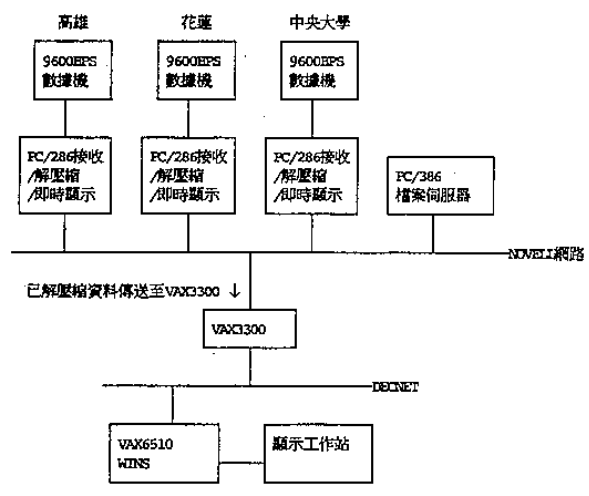 高雄
花蓮
中央大學
9600BPS
數據機
9600BPS
數據機
9600BPS
數據機
PC/286接收
/解壓縮
/即時顯示
PC/286接收
/解壓縮
/即時顯示
PC/286接收
/解壓縮
/即時顯示
PC/386
檔案伺服器
NOVELL網路
已解壓縮資料傳送至VAX3300 ↓
VAX3300
DECNET
VAX6510
WINS
顯示工作站